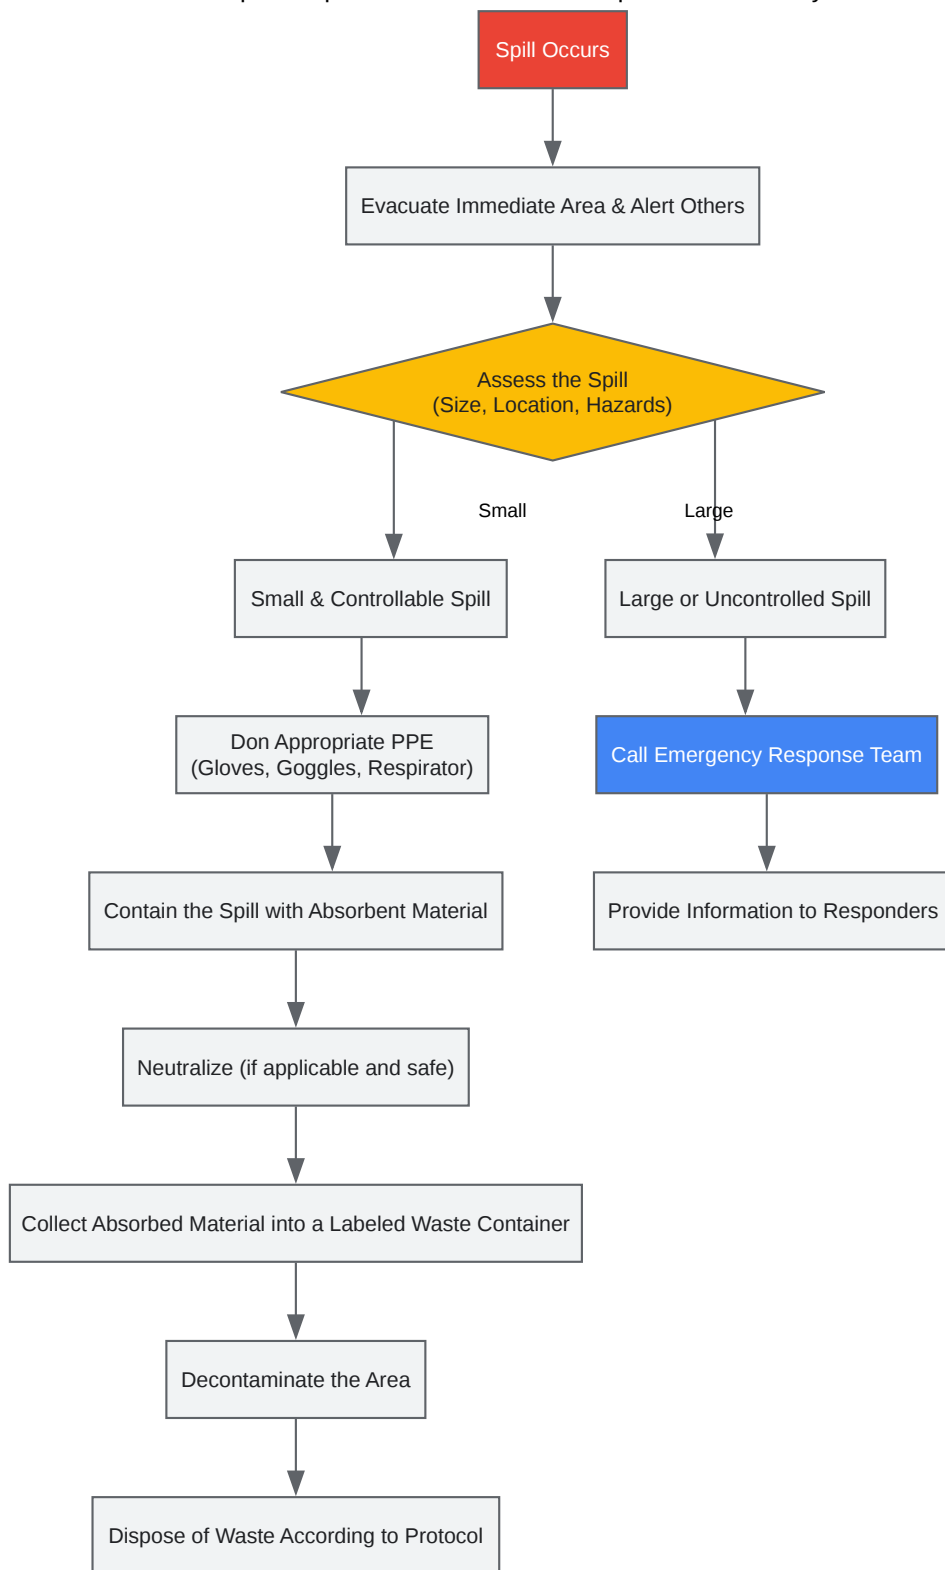 Spill Occurs
Evacuate Immediate Area & Alert Others
Assess the Spill
(Size, Location, Hazards)
Small
Large
Small & Controllable Spill
Large or Uncontrolled Spill
Don Appropriate PPE
(Gloves, Goggles, Respirator)
Call Emergency Response Team
Contain the Spill with Absorbent Material
Provide Information to Responders
Neutralize (if applicable and safe)
Collect Absorbed Material into a Labeled Waste Container
Decontaminate the Area
Dispose of Waste According to Protocol